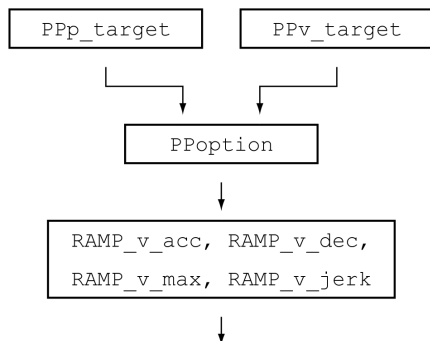 PPp_target
PPv_target
PPoption
RAMP_v_acc, RAMP_v_dec,
RAMP_v_max, RAMP_v_jerk